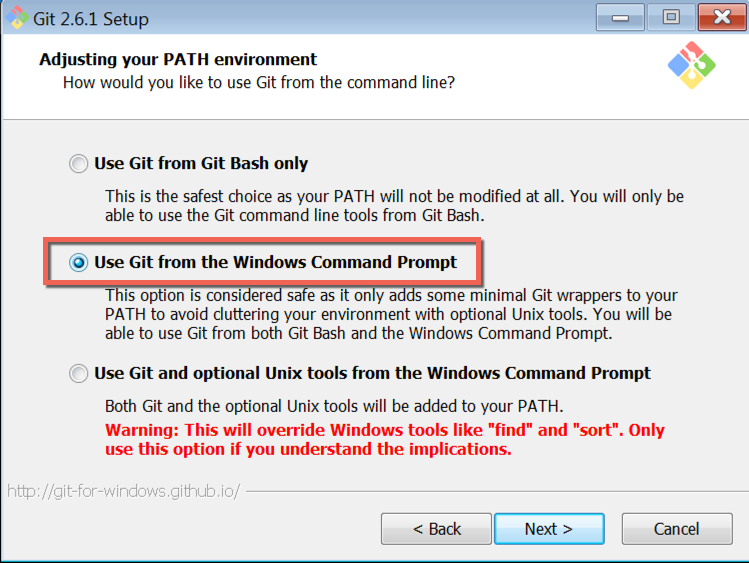 Git 2.6.1 Setup
Adjusting your PATH environment
How would you like to use Git from the command line?
Use Git from Git Bash only
This is the safest choice as your PATH will not be modified at all. You will only be
able to use the Git command line tools from Git Bash.
Use Git from the Windows Command Prompt
This option is considered safe as it only adds some minimal Git wrappers to your
PATH to avoid cluttering your environment with optional Unix tools. You will be
able to use Git from both Git Bash and the Windows Command Prompt.
Use Git and optional Unix tools from the Windows Command Prompt
Both Git and the optional Unix tools will be added to your PATH.
Warning: This will override Windows tools like "find" and "sort". Only
use this option if you understand the implications.
http://git-for-windows.github.io/
< Back
Next >
Cancel